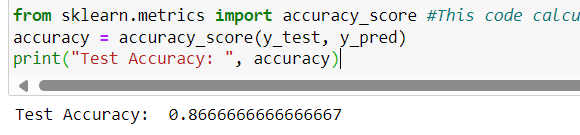 from sklearn.metrics import accuracy_score #This code
accuracy = accuracy_score(y_test, y_pred)
print("Test Accuracy: ", accuracy)
Test Accuracy:  0.8666666666666667